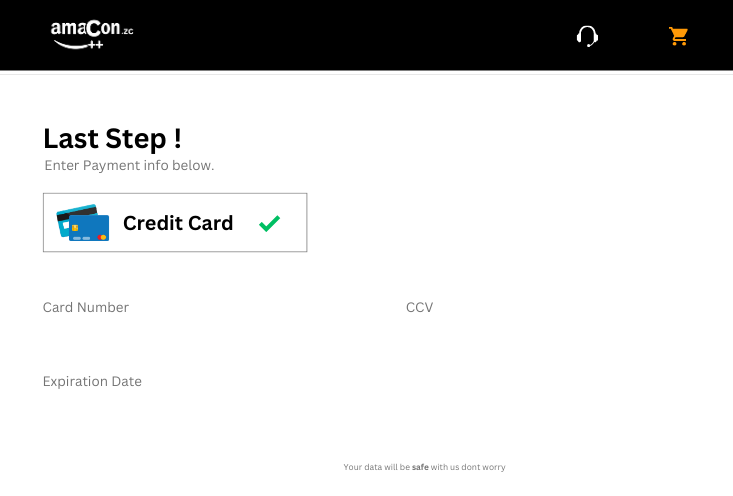 amaCon.zc
++
Last Step !
Enter Payment info below.
Credit Card
Card Number
CCV
Expiration Date
Your data will be safe with us dont worry